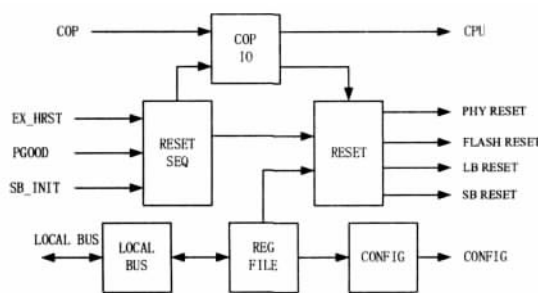 COP
COP
IO
CPU
EX_HRST
PGOOD
SB_INIT
RESET
SEQ
RESET
PHY RESET
FLASH RESET
LB RESET
SB RESET
LOCAL BUS
LOCAL
BUS
REG
FILE
CONFIG
CONFIG